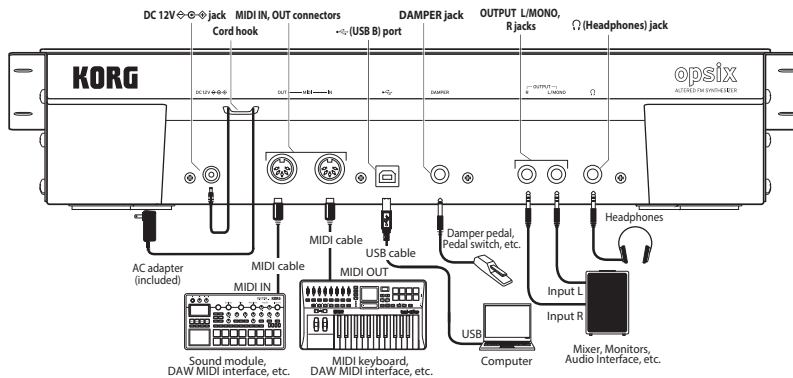 DC 12V jack
MIDI IN, OUT connectors
Cord hook
(USB B) port
DAMPER jack
OUTPUT L/MONO,
R jacks
(Headphones) jack
KORG
opsix
ALTERED FM SYNTHESIZER
DC 12V
OUT MIDI IN
DAMPER
OUTPUT
R L/MONO
Headphones
Damper pedal,
Pedal switch, etc.
MIDI cable
USB cable
AC adapter
(included)
MIDI cable
MIDI IN
MIDI OUT
Input L
Input R
USB
Sound module,
DAW MIDI interface, etc.
MIDI keyboard,
DAW MIDI interface, etc.
Computer
Mixer, Monitors,
Audio Interface, etc.